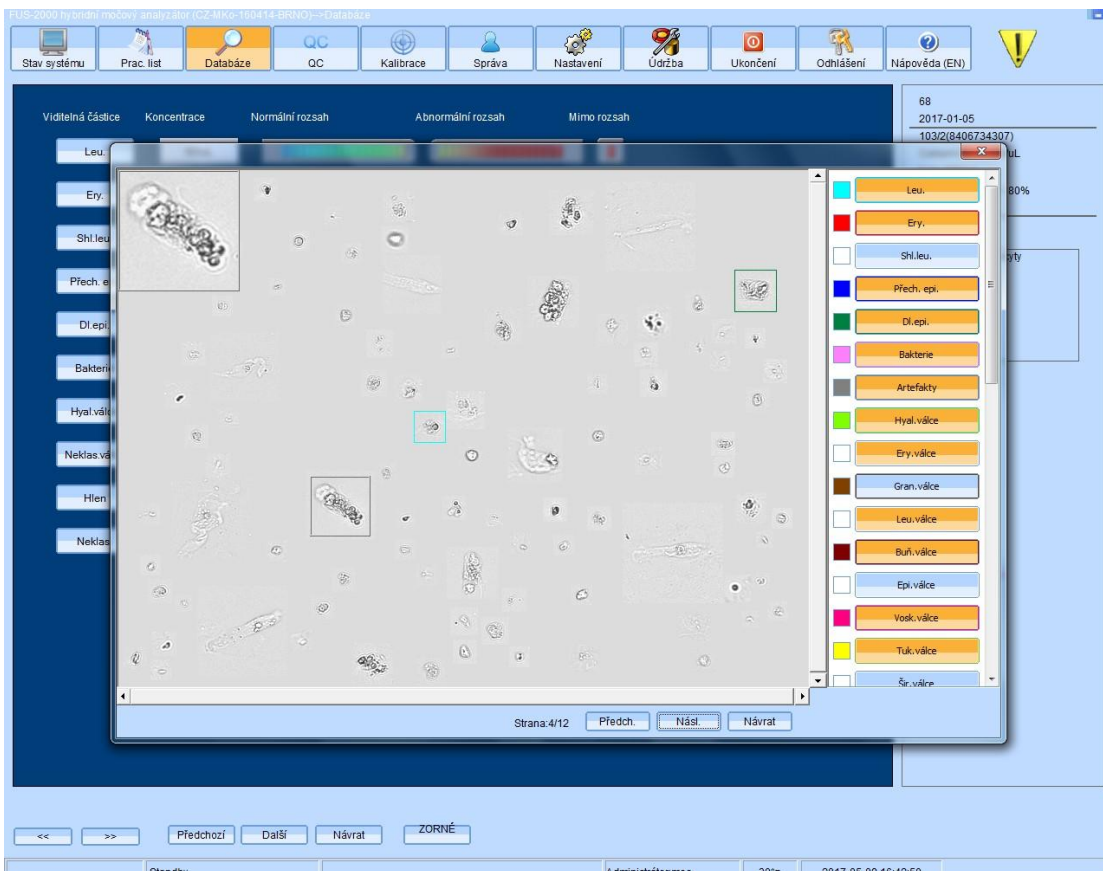 FUS-2000 hybridní močový analyzátor (CZ-MKo-160414-BRNO)-->Databáze
Stav systému
Prac. list
Databáze
QC
QC
Kalibrace
Správa
Nastavení
Údržba
Ukončení
Odhlášení
Nápověda (EN)
Viditelná částice
Koncentrace
Normální rozsah
Abnormální rozsah
Mimo rozsah
68
2017-01-05
103/2(8406734307)
uL
80%
Leu.
Ery.
Shl.leu
Přech. e
Dl.epi.
Bakteri
Hyal.vál
Neklas.vá
Hlen
Neklas
Leu.
Ery.
Shl.leu.
Přech. epi.
Dl.epi.
Bakterie
Artefakty
Hyal.válce
Ery.válce
Gran.válce
Leu.válce
Buň.válce
Epi.válce
Vosk.válce
Tuk.válce
Šir.válce
Strana:4/12
Předch.
Násl.
Návrat
<<
>>
Předchozí
Další
Návrat
ZORNÉ
Standby